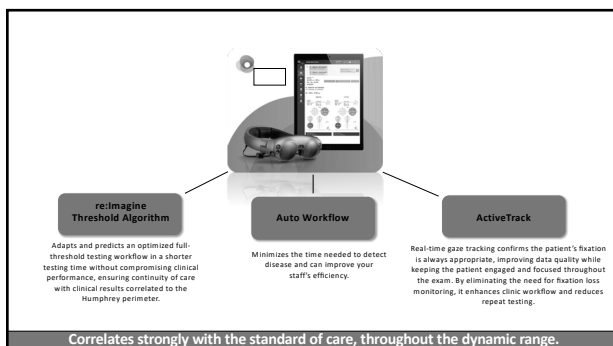 re:Imagine
Threshold Algorithm
Adapts and predicts an optimized full-
threshold testing workflow in a shorter
testing time without compromising clinical
performance, ensuring continuity of care
with clinical results correlated to the
Humphrey perimeter.
Auto Workflow
Minimizes the time needed to detect
disease and can improve your
staff's efficiency.
ActiveTrack
Real-time gaze tracking confirms the patient's fixation
is always appropriate, improving data quality while
keeping the patient engaged and focused throughout
the exam. By eliminating the need for fixation loss
monitoring, it enhances clinic workflow and reduces
repeat testing.
Correlates strongly with the standard of care, throughout the dynamic range.